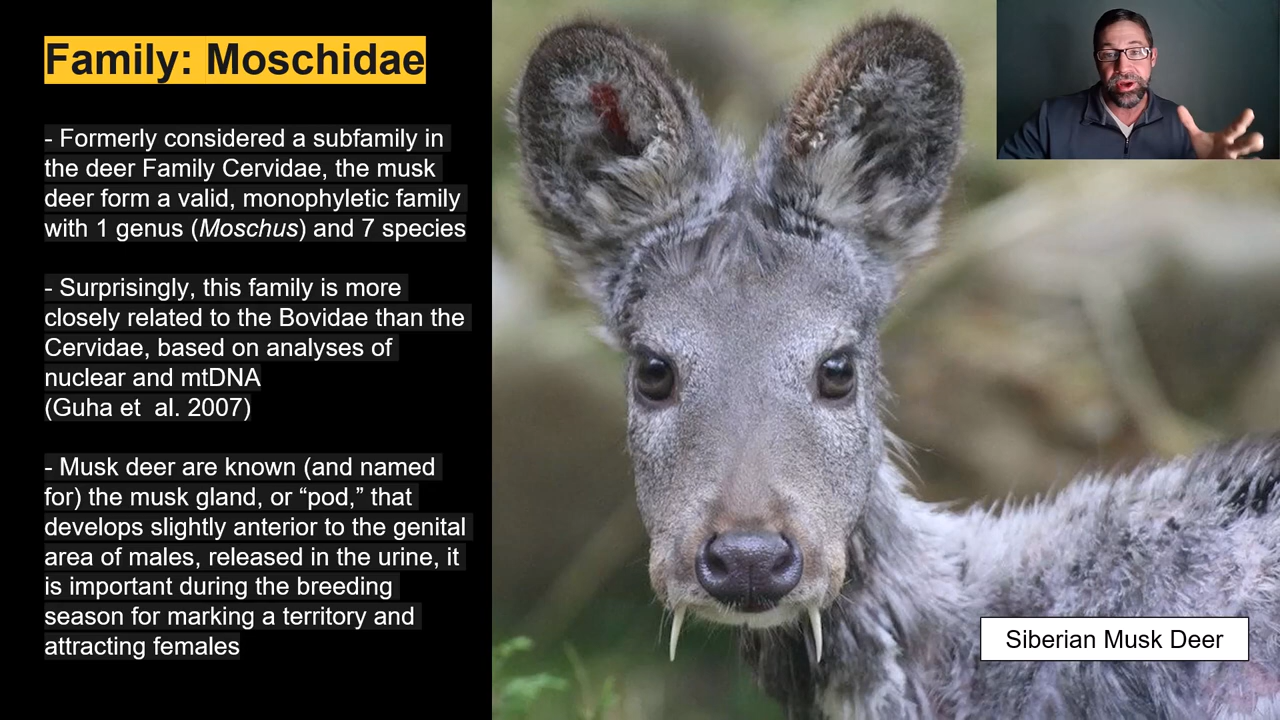 Family: Moschidae
- Formerly considered a subfamily in
the deer Family Cervidae, the musk
deer form a valid, monophyletic family
with 1 genus (Moschus) and 7 species
- Surprisingly, this family is more
closely related to the Bovidae than the
Cervidae, based on analyses of
nuclear and mtDNA
(Guha et  al. 2007)
- Musk deer are known (and named
for) the musk gland, or “pod,” that
develops slightly anterior to the genital
area of males, released in the urine, it
is important during the breeding
season for marking a territory and
attracting females
Siberian Musk Deer